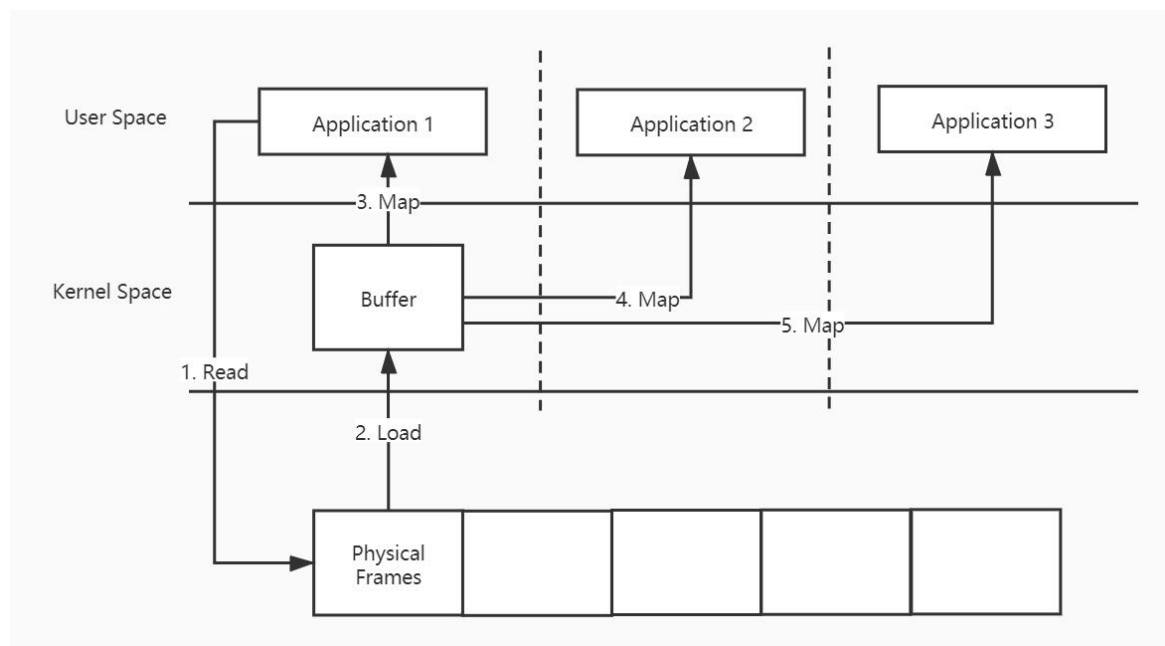 User Space
Application 1
Application 2
Application 3
3. Map
Kernel Space
Buffer
4. Map
5. Map
1. Read
2. Load
Physical
Frames